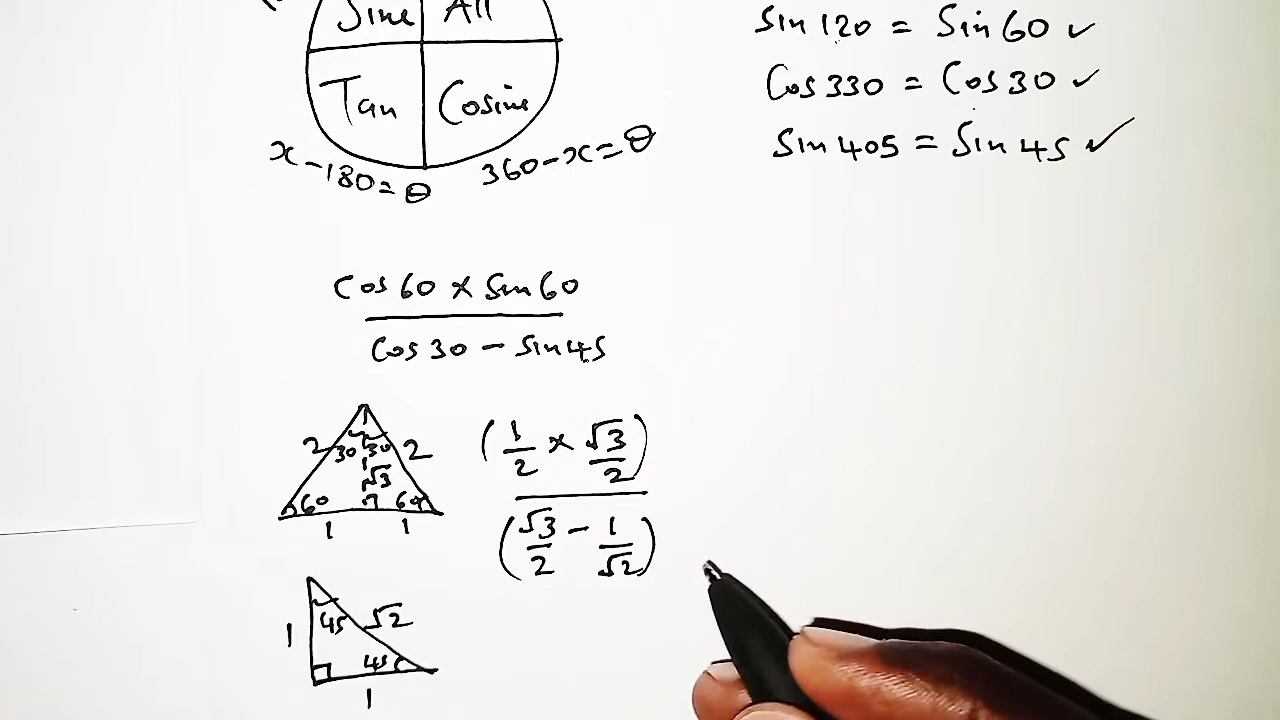 Sine All
Tan Cosine
x - 180 = θ
360 - x = θ
Sin 120 = Sin 60 ✓
Cos 330 = Cos 30 ✓
Sin 405 = Sin 45 ✓
Cos 60 × Sin 60
Cos 30 - Sin 45
2 30 30 2
√3
60 60
1 1
(1/2 × √3/2)
(√3/2 - 1/√2)
1 45 √2
45
1